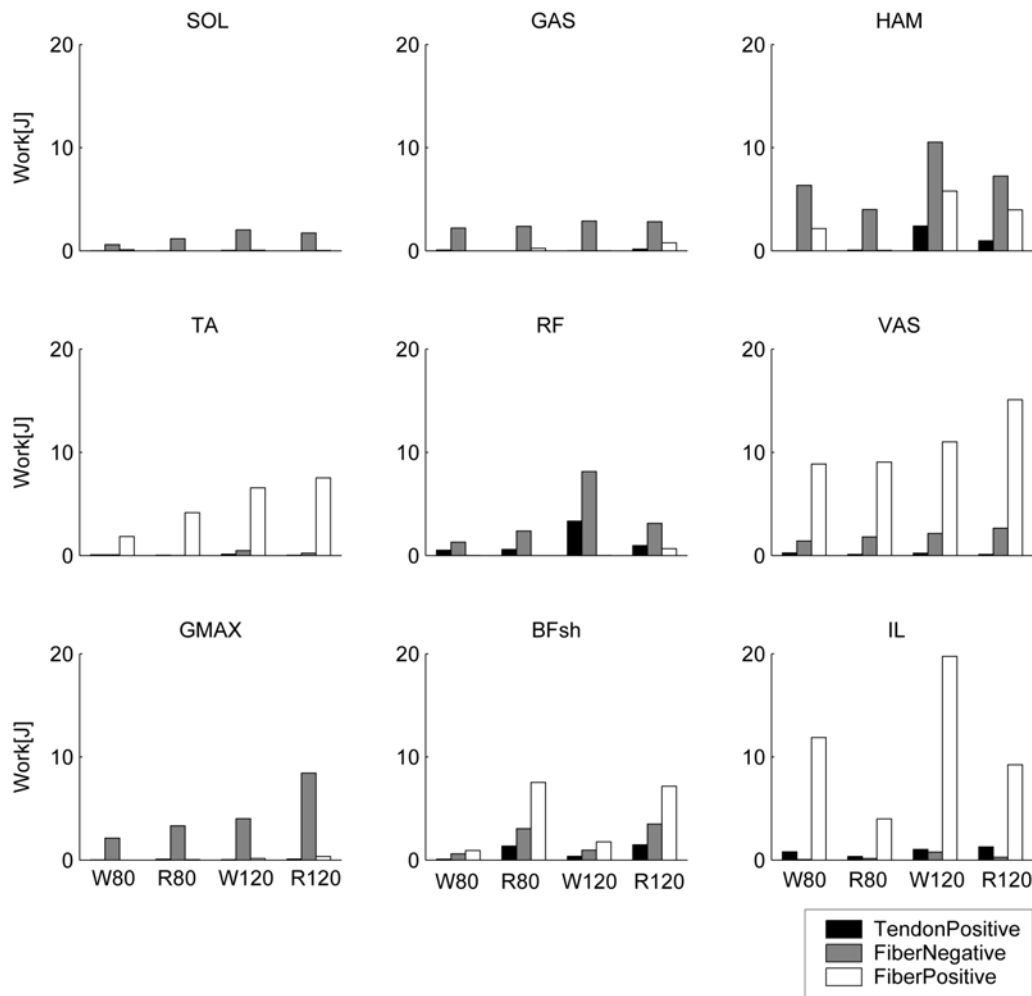 SOL GAS HAM
20 20 20
Work[J]
10 10 10
0 0 0
TA RF VAS
20 20 20
Work[J]
10 10 10
0 0 0
GMAX BFsh IL
20 20 20
Work[J]
10 10 10
0 0 0
W80 R80 W120 R120 W80 R80 W120 R120 W80 R80 W120 R120
TendonPositive
FiberNegative
FiberPositive